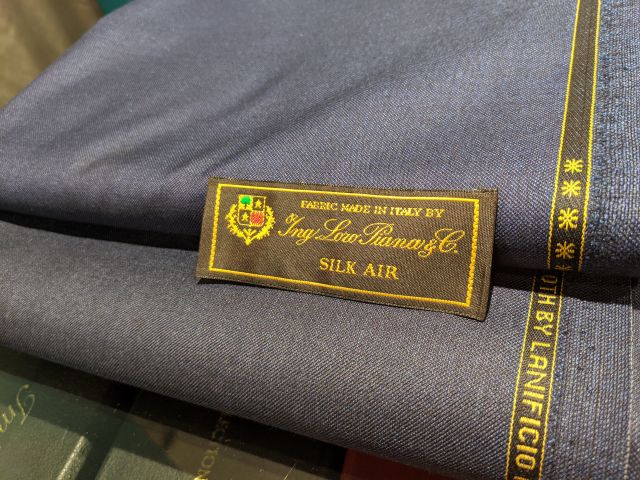 FABRIC MADE IN ITALY BY
Ing. Loro Piana & C.
SILK AIR
****
OTH BY LANIFICIO